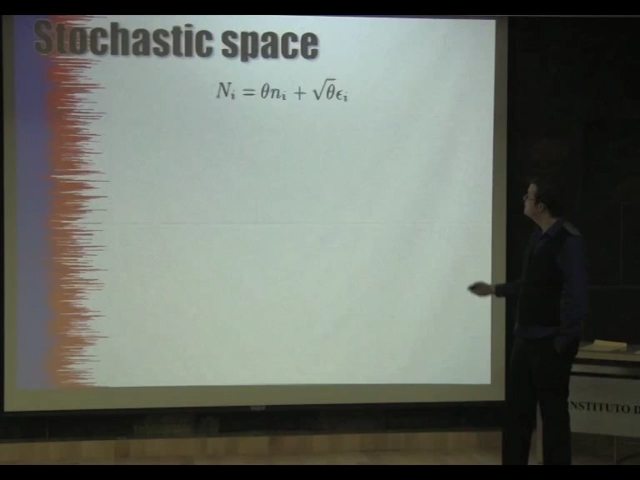 Stochastic space
Nᵢ = θnᵢ + √θϵᵢ
INSTITUTO D